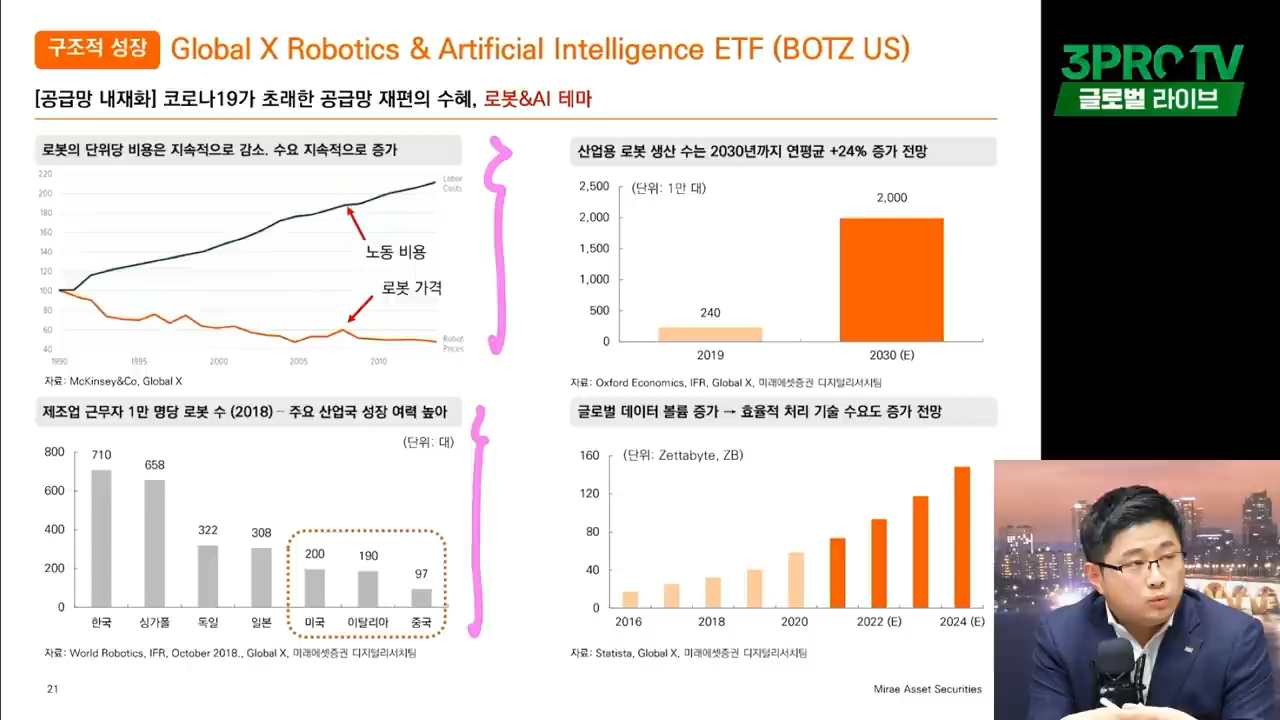 구조적 성장
Global X Robotics & Artificial Intelligence ETF (BOTZ US)
3PRO TV
글로벌 라이브
[공급망 내재화] 코로나19가 초래한 공급망 재편의 수혜, 로봇&AI 테마
로봇의 단위당 비용은 지속적으로 감소. 수요 지속적으로 증가
220
200
180
160
140
120
100
80
60
40
Labor
Costs
노동 비용
로봇 가격
Robot
Prices
1990 1995 2000 2005 2010
자료: McKinsey&Co, Global X
산업용 로봇 생산 수는 2030년까지 연평균 +24% 증가 전망
(단위: 1만 대)
2,500
2,000
1,500
1,000
500
0
240
2,000
2019 2030 (E)
자료: Oxford Economics, IFR, Global X, 미래에셋증권 디지털리서치팀
제조업 근무자 1만 명당 로봇 수 (2018) – 주요 산업국 성장 여력 높아
(단위: 대)
800
600
400
200
0
710 658 322 308 200 190 97
한국 싱가폴 독일 일본 미국 이탈리아 중국
자료: World Robotics, IFR, October 2018., Global X, 미래에셋증권 디지털리서치팀
글로벌 데이터 볼륨 증가 → 효율적 처리 기술 수요도 증가 전망
(단위: Zettabyte, ZB)
160
120
80
40
0
2016 2018 2020 2022 (E) 2024 (E)
자료: Statista, Global X, 미래에셋증권 디지털리서치팀
21
Mirae Asset Securities